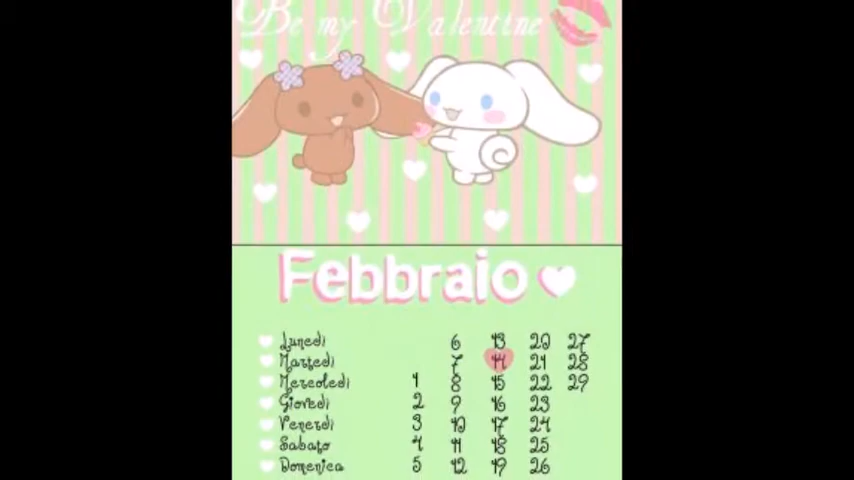 Be my Valentine
Febbraio
Lunedì 6 13 20 27
Martedì 7 14 21 28
Mercoledì 1 8 15 22 29
Giovedì 2 9 16 23
Venerdì 3 10 17 24
Sabato 4 11 18 25
Domenica 5 12 19 26